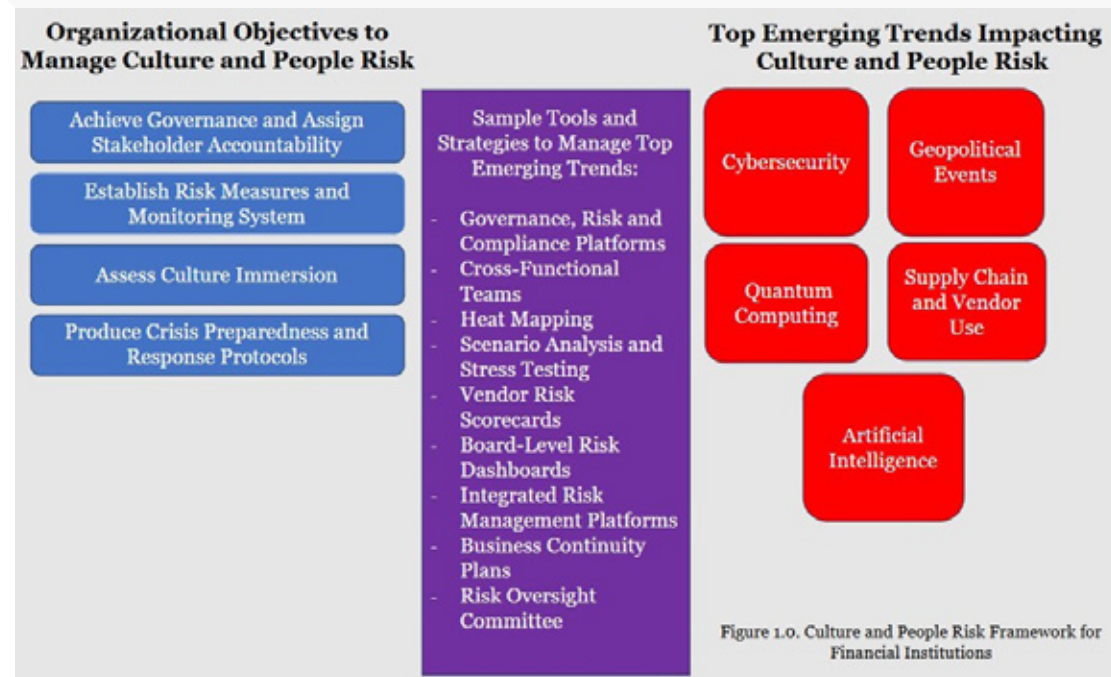 Organizational Objectives to
Manage Culture and People Risk
Achieve Governance and Assign
Stakeholder Accountability
Establish Risk Measures and
Monitoring System
Assess Culture Immersion
Produce Crisis Preparedness and
Response Protocols
Sample Tools and
Strategies to Manage Top
Emerging Trends:
- Governance, Risk and
Compliance Platforms
- Cross-Functional
Teams
- Heat Mapping
- Scenario Analysis and
Stress Testing
- Vendor Risk
Scorecards
- Board-Level Risk
Dashboards
- Integrated Risk
Management Platforms
- Business Continuity
Plans
- Risk Oversight
Committee
Top Emerging Trends Impacting
Culture and People Risk
Cybersecurity
Geopolitical
Events
Quantum
Computing
Supply Chain
and Vendor
Use
Artificial
Intelligence
Figure 1.0. Culture and People Risk Framework for
Financial Institutions